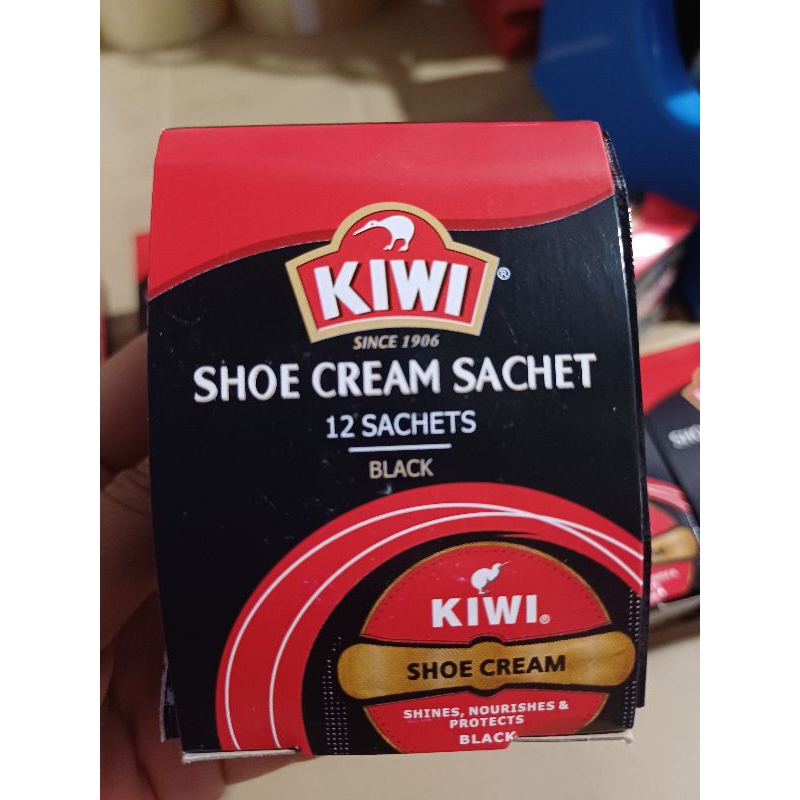 KIWI®
SINCE 1906
SHOE CREAM SACHET
12 SACHETS
BLACK
KIWI®
SHOE CREAM
SHINES, NOURISHES &
PROTECTS
BLACK